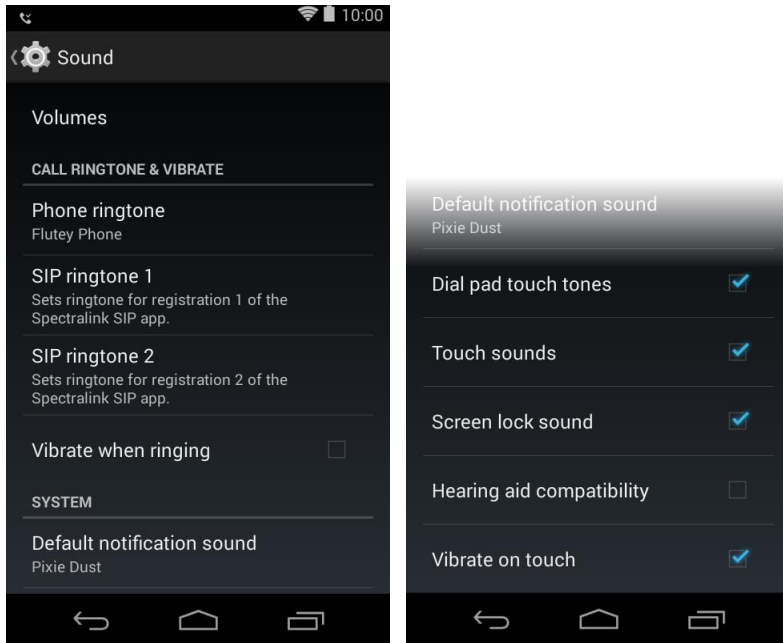 10:00
Sound
Volumes
CALL RINGTONE & VIBRATE
Phone ringtone
Flutey Phone
SIP ringtone 1
Sets ringtone for registration 1 of the
Spectralink SIP app.
SIP ringtone 2
Sets ringtone for registration 2 of the
Spectralink SIP app.
Vibrate when ringing
SYSTEM
Default notification sound
Pixie Dust
Default notification sound
Pixie Dust
Dial pad touch tones
Touch sounds
Screen lock sound
Hearing aid compatibility
Vibrate on touch